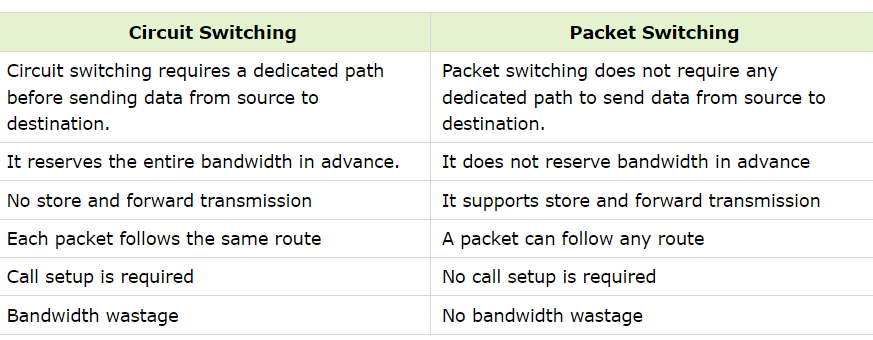 Circuit Switching
Packet Switching
Circuit switching requires a dedicated path
before sending data from source to
destination.
Packet switching does not require any
dedicated path to send data from source to
destination.
It reserves the entire bandwidth in advance.
It does not reserve bandwidth in advance
No store and forward transmission
It supports store and forward transmission
Each packet follows the same route
A packet can follow any route
Call setup is required
No call setup is required
Bandwidth wastage
No bandwidth wastage